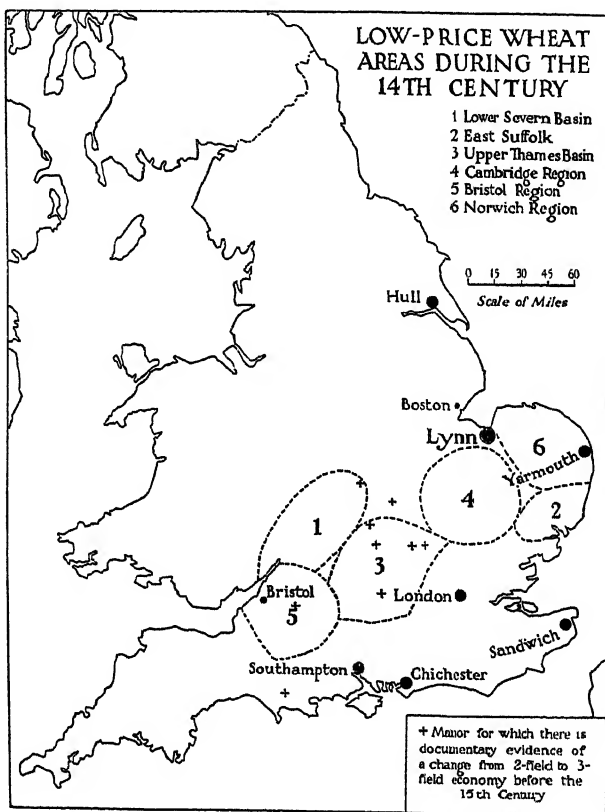 LOW-PRICE WHEAT
AREAS DURING THE
14TH CENTURY
1 Lower Severn Basin
2 East Suffolk
3 Upper Thames Basin
4 Cambridge Region
5 Bristol Region
6 Norwich Region
0 15 30 45 60
Scale of Miles
Hull
Boston
Lynn
6
Yarmouth
4
2
1
3
Bristol
London
5
Sandwich
Southampton
Chichester
+ Manor for which there is
documentary evidence of
a change from 2-field to 3-
field economy before the
15th Century